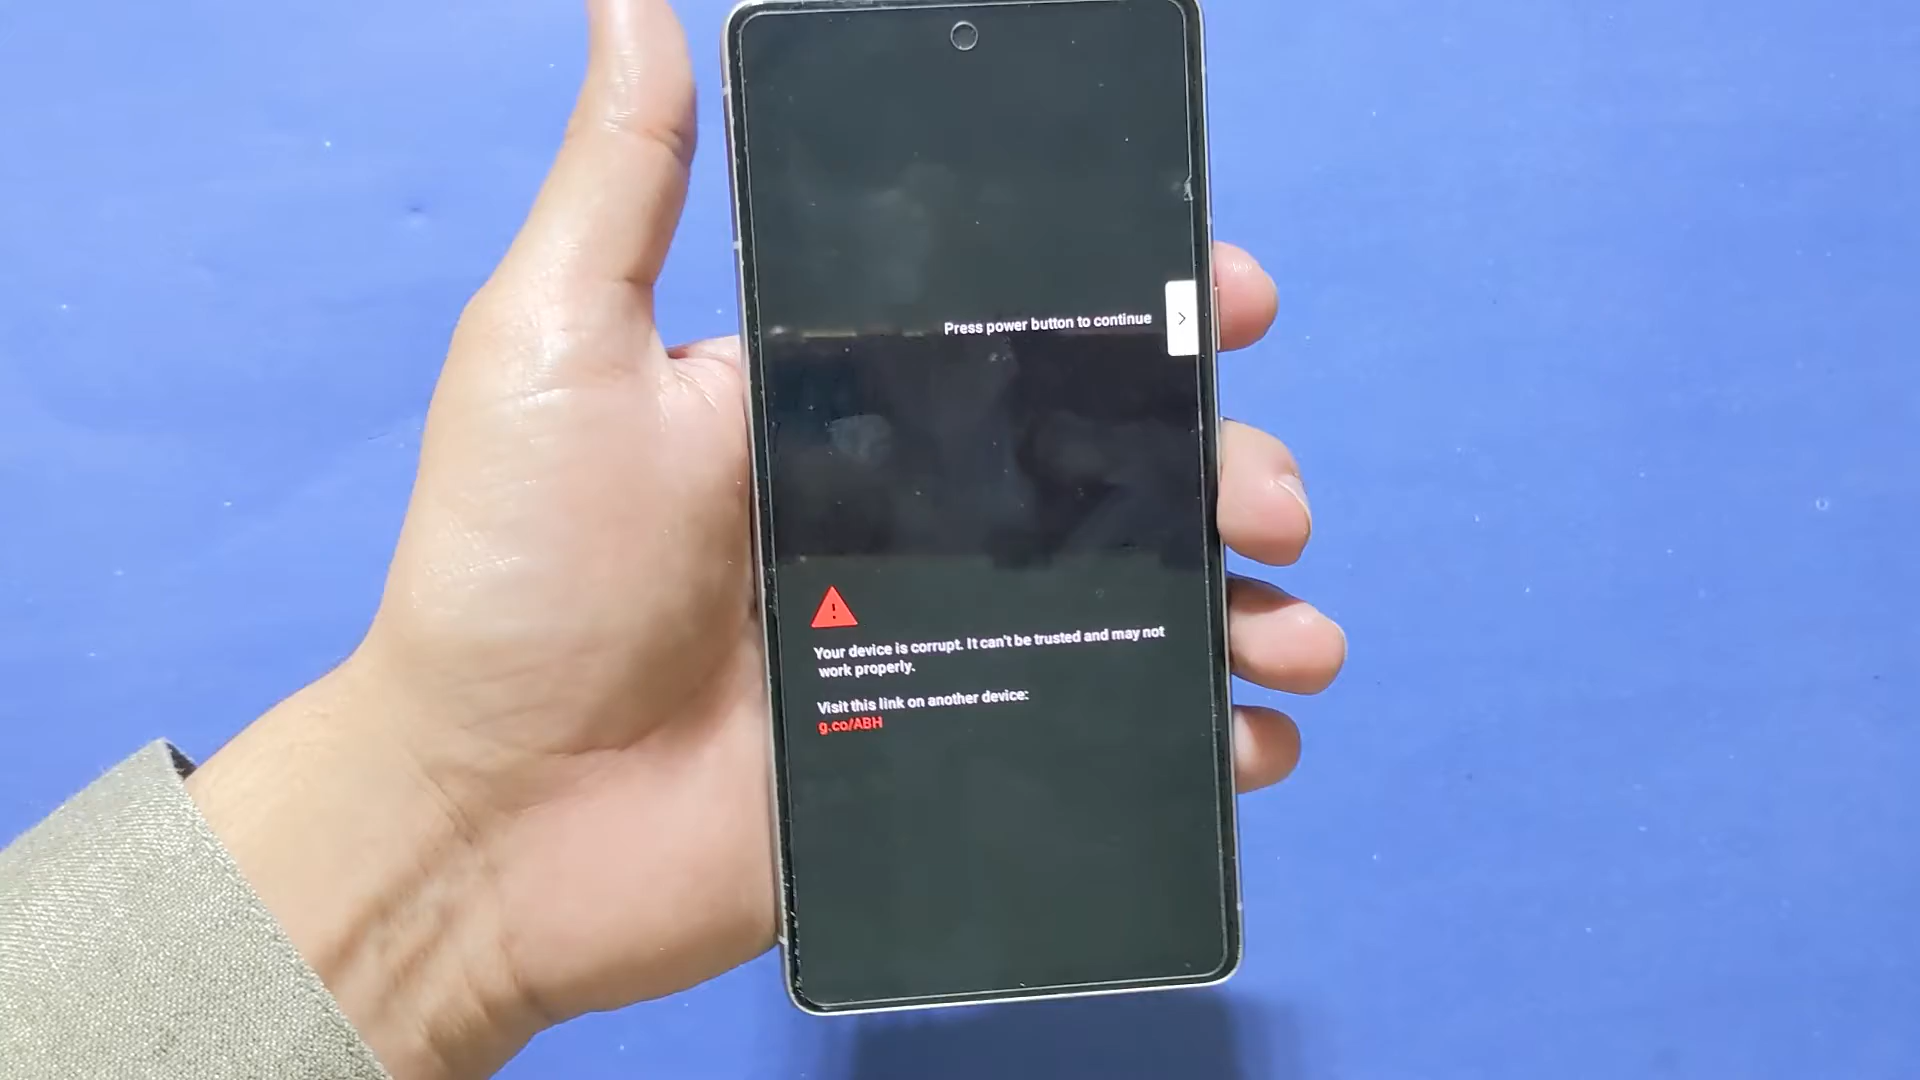 Press power button to continue
Your device is corrupt. It can't be trusted and may not
work properly.
Visit this link on another device:
g.co/ABH